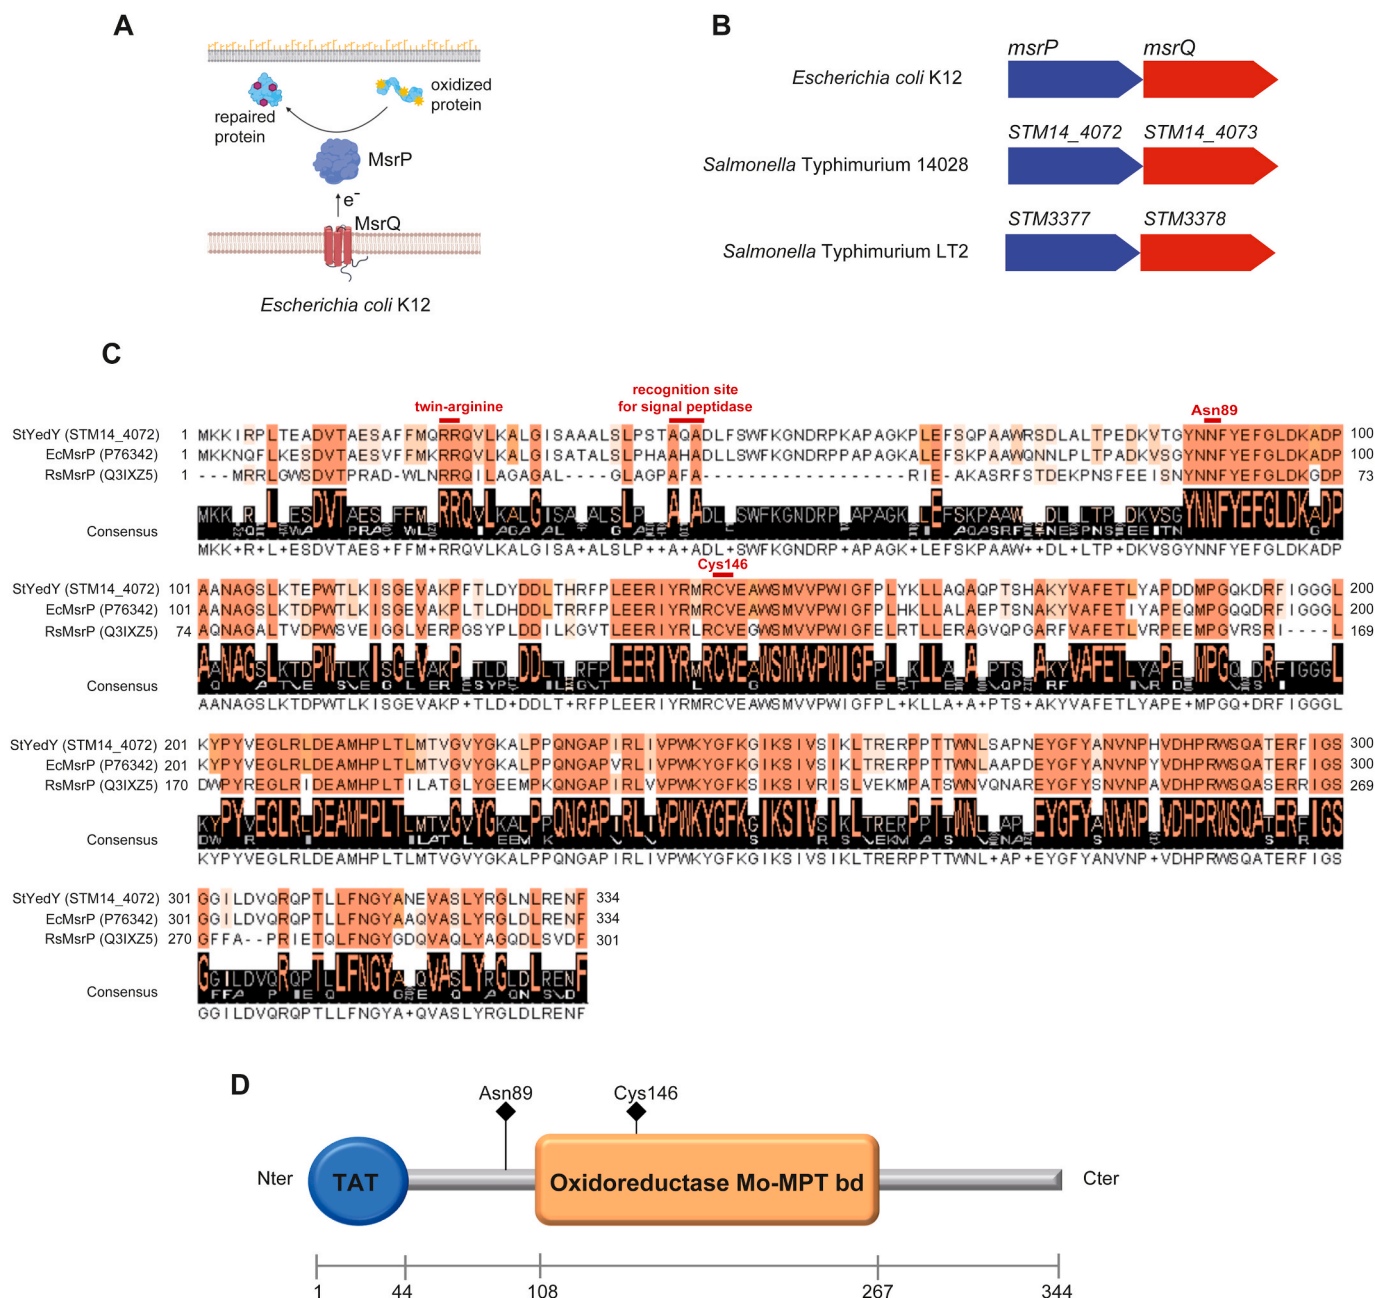 A
oxidized
protein
repaired
protein
MsrP
e⁻
MsrQ
Escherichia coli K12
B
msrP msrQ
Escherichia coli K12
STM14_4072 STM14_4073
Salmonella Typhimurium 14028
STM3377 STM3378
Salmonella Typhimurium LT2
C
twin-arginine
recognition site
for signal peptidase
Asn89
StYedY (STM14_4072) 1 MKKIRPLTEADVTAESAFFMQRRQVLKALGISAAALSLPSTAQADLFSWFKGNDRPKAPAGKPLEFSQPAAWRSDLALTPEDKVTGYNNFYEFGLDKADP 100
EcMsrP (P76342) 1 MKKNQFLKESDVTAESVFFMKRRQVLKALGISATALSLPHAAHADLLSWFKGNDRPPAPAGKPLEFSKPAAWQNNLPLTPADKVSGYNNFYEFGLDKADP 100
RsMsrP (Q3IXZ5) 1 ---MRRLGWSDVTPRAD-WLNRRQILAGAGAL----GLAGPAFA------------------RIE-AKASRFSTDEKPNSFEEISNYNNFYEFGLDKGDP 73
Consensus
MKK+R+L+ESDVTAES+FFM+RRQVLKALGISA+ALSLP++A+ADL+SWFKGNDRP+APAGK+LEFSKPAAW++DL+LTP+DKVSGYNNFYEFGLDKADP
Cys146
StYedY (STM14_4072) 101 AANAGSLKTEPWTLKISGEVAKPFTLDYDDLTHRFPLEERIYRMRCVEAWSMVVPWIGFPLYKLLAQAQPTSHAKYVAFETLYAPDDMPGQKDRFIGGGL 200
EcMsrP (P76342) 101 AANAGSLKTDPWTLKISGEVAKPLTLDHDDLTRRFPLEERIYRMRCVEAWSMVVPWIGFPLHKLLALAEPTSNAKYVAFETIYAPEQMPGQQDRFIGGGL 200
RsMsrP (Q3IXZ5) 74 AQNAGALTVDPWSVEIGGLVERPGSYPLDDILKGVTLEERIYRLRCVEGWSMVVPWIGFELRTLLERAGVQPGARFVAFETLVRPEEMPGVRSRI----L 169
Consensus
AANAGSLKTDPWTLKISGEVAKP+TLD+DDLT+RFPLEERIYRMRCVEAWSMVVPWIGFPL+KLLA+A+PTS+AKYVAFETLYAPE+MPGQ+DRFIGGGL
StYedY (STM14_4072) 201 KYPYVEGLRLDEAMHPLTLMTVGVYGKALPPQNGAPIRLIVPWKYGFKGIKSIVSIKLTRERPPTTWNLSAPNEYGFYANVNPHVDHPRWSQATERFIGS 300
EcMsrP (P76342) 201 KYPYVEGLRLDEAMHPLTLMTVGVYGKALPPQNGAPVRLIVPWKYGFKGIKSIVSIKLTRERPPTTWNLAAPDEYGFYANVNPYVDHPRWSQATERFIGS 300
RsMsrP (Q3IXZ5) 170 DWPYREGLRIDEAMHPLTILATGLYGEEMPKQNGAPIRLVVPWKYGFKGIKSIVRISLVEKMPATSWNVQNAREYGFYSNVNPAVDHPRWSQASERRIGS 269
Consensus
KYPYVEGLRLDEAMHPLTLMTVGVYGKALPPQNGAPIRLIVPWKYGFKGIKSIVSIKLTRERPPTTWNL+AP+EYGFYANVNP+VDHPRWSQATERFIGS
StYedY (STM14_4072) 301 GGILDVQRQPTLLFNGYANEVASLYRGLNLRENF 334
EcMsrP (P76342) 301 GGILDVQRQPTLLFNGYAAQVASLYRGLDLRENF 334
RsMsrP (Q3IXZ5) 270 GFFA--PRIETQLFNGYGDQVAQLYAGQDLSVDF 301
Consensus
GGILDVQRQPTLLFNGYA+QVASLYRGLDLRENF
D
Asn89 Cys146
Nter TAT Oxidoreductase Mo-MPT bd Cter
1 44 108 267 344